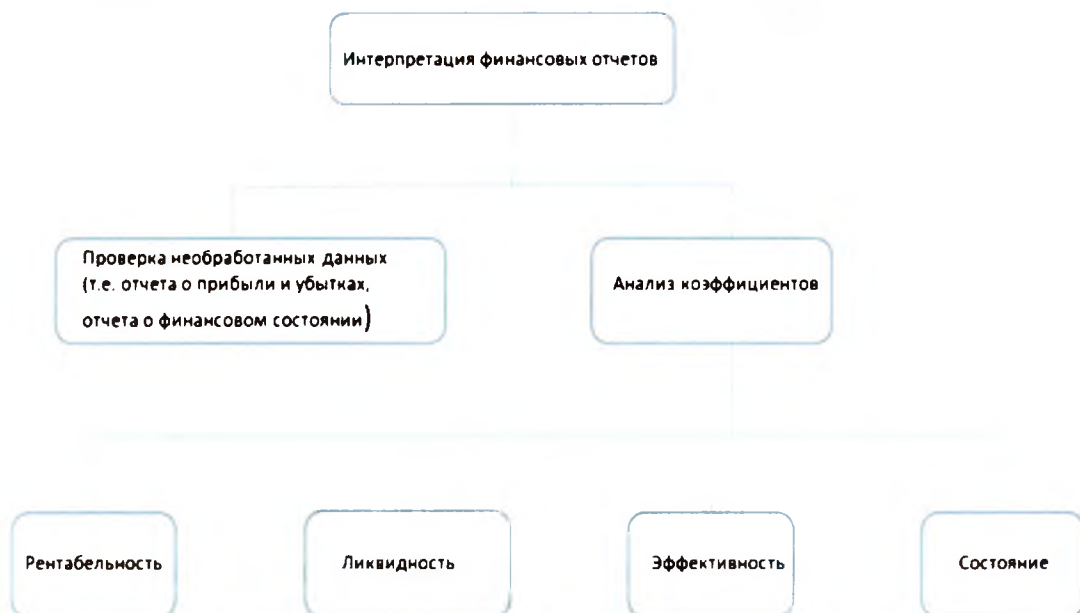 Интерпретация финансовых отчетов
Проверка необработанных данных
(т.е. отчета о прибыли и убытках,
отчета о финансовом состоянии)
Анализ коэффициентов
Рентабельность
Ликвидность
Эффективность
Состояние